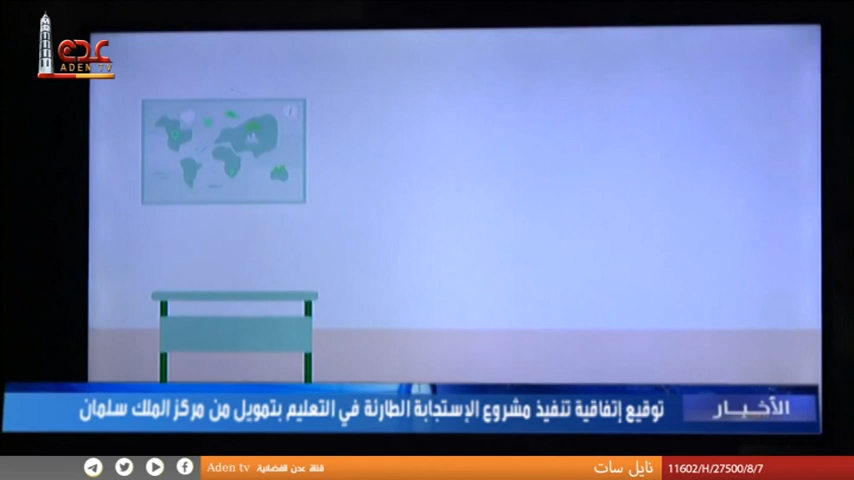 عدن
ADEN TV
الأخبار
توقيع إتفاقية تنفيذ مشروع الإستجابة الطارئة في التعليم بتمويل من مركز الملك سلمان
Aden tv قناة عدن الفضائية نايل سات 11602/H/27500/8/7